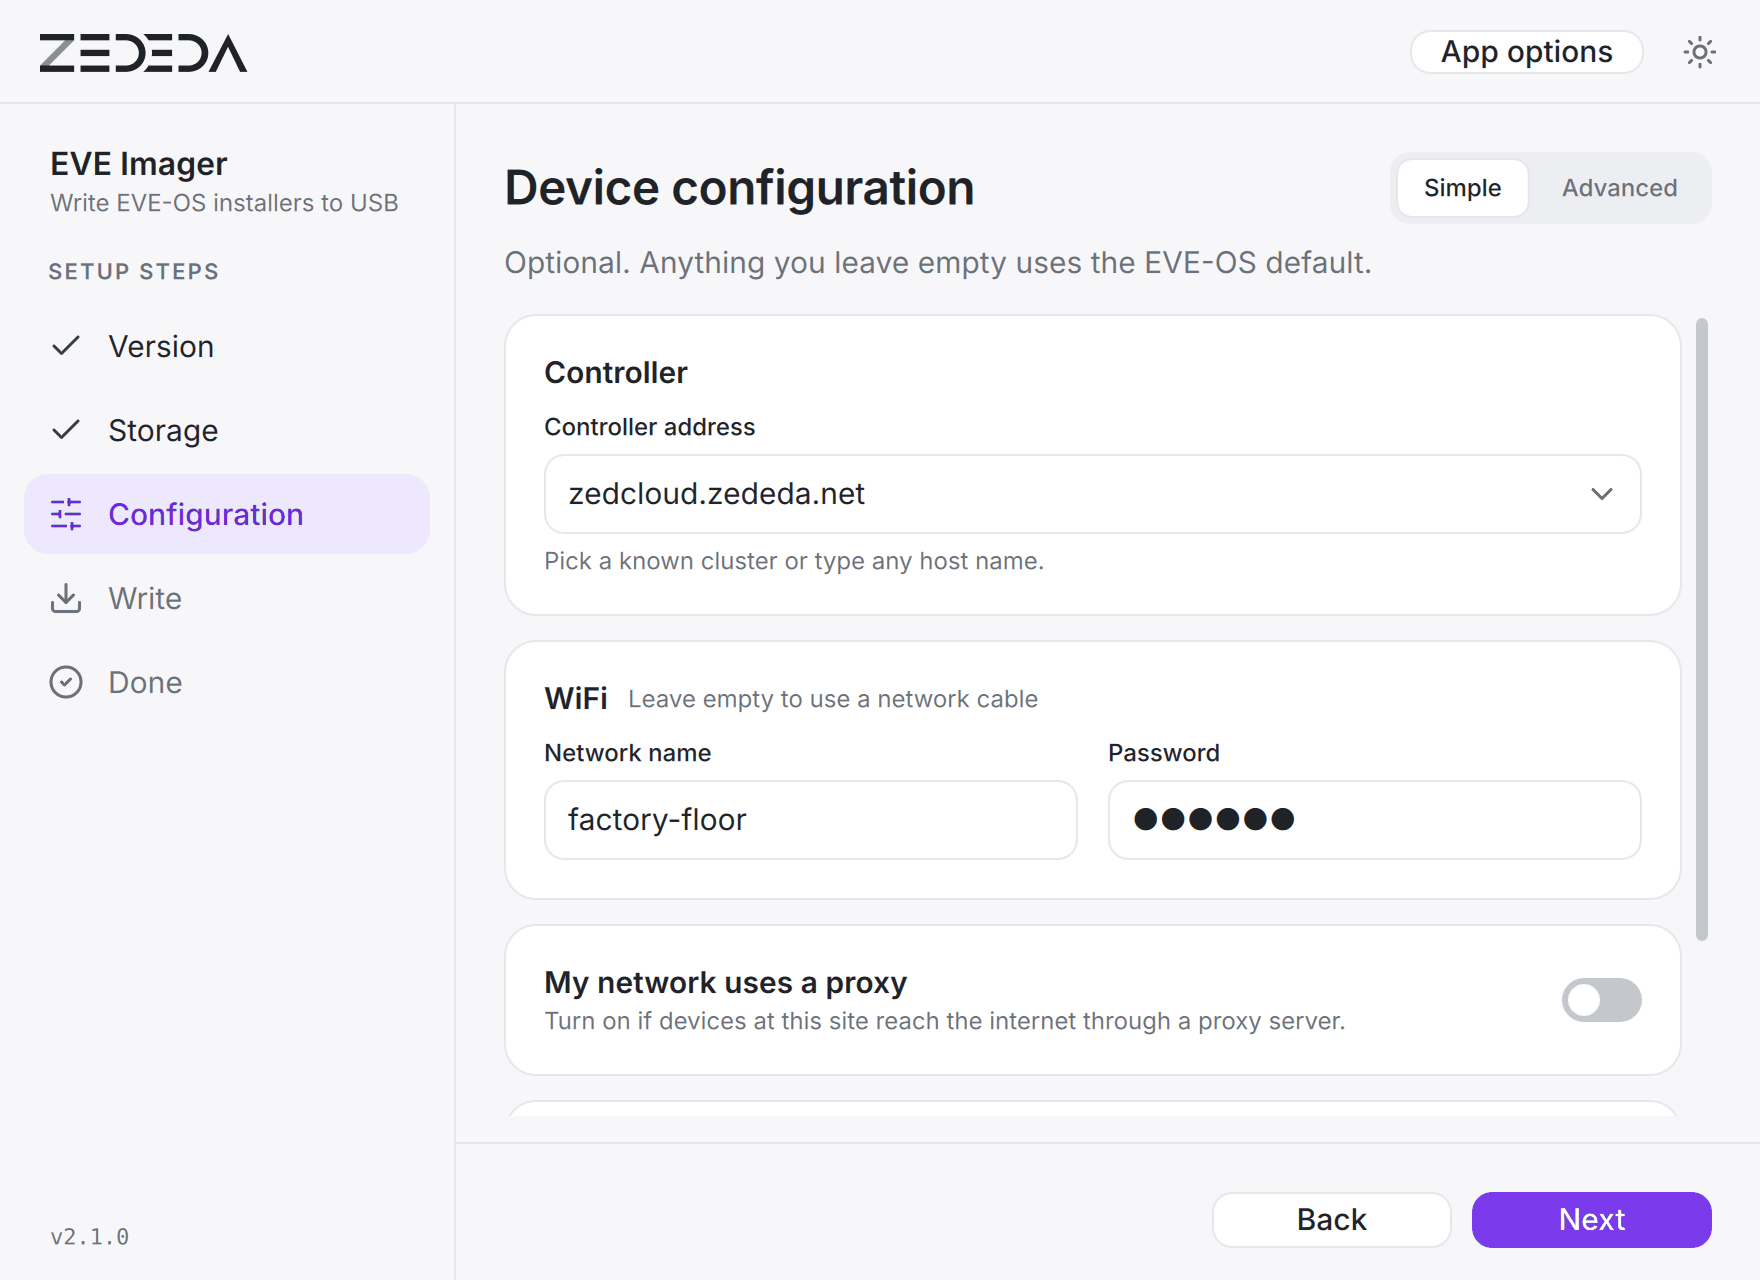 ZEDEDA
App options
EVE Imager
Write EVE-OS installers to USB
SETUP STEPS
Version
Storage
Configuration
Write
Done
v2.1.0
Device configuration
Simple
Advanced
Optional. Anything you leave empty uses the EVE-OS default.
Controller
Controller address
zedcloud.zededa.net
Pick a known cluster or type any host name.
WiFi Leave empty to use a network cable
Network name
Password
factory-floor
●●●●●●
My network uses a proxy
Turn on if devices at this site reach the internet through a proxy server.
Back
Next